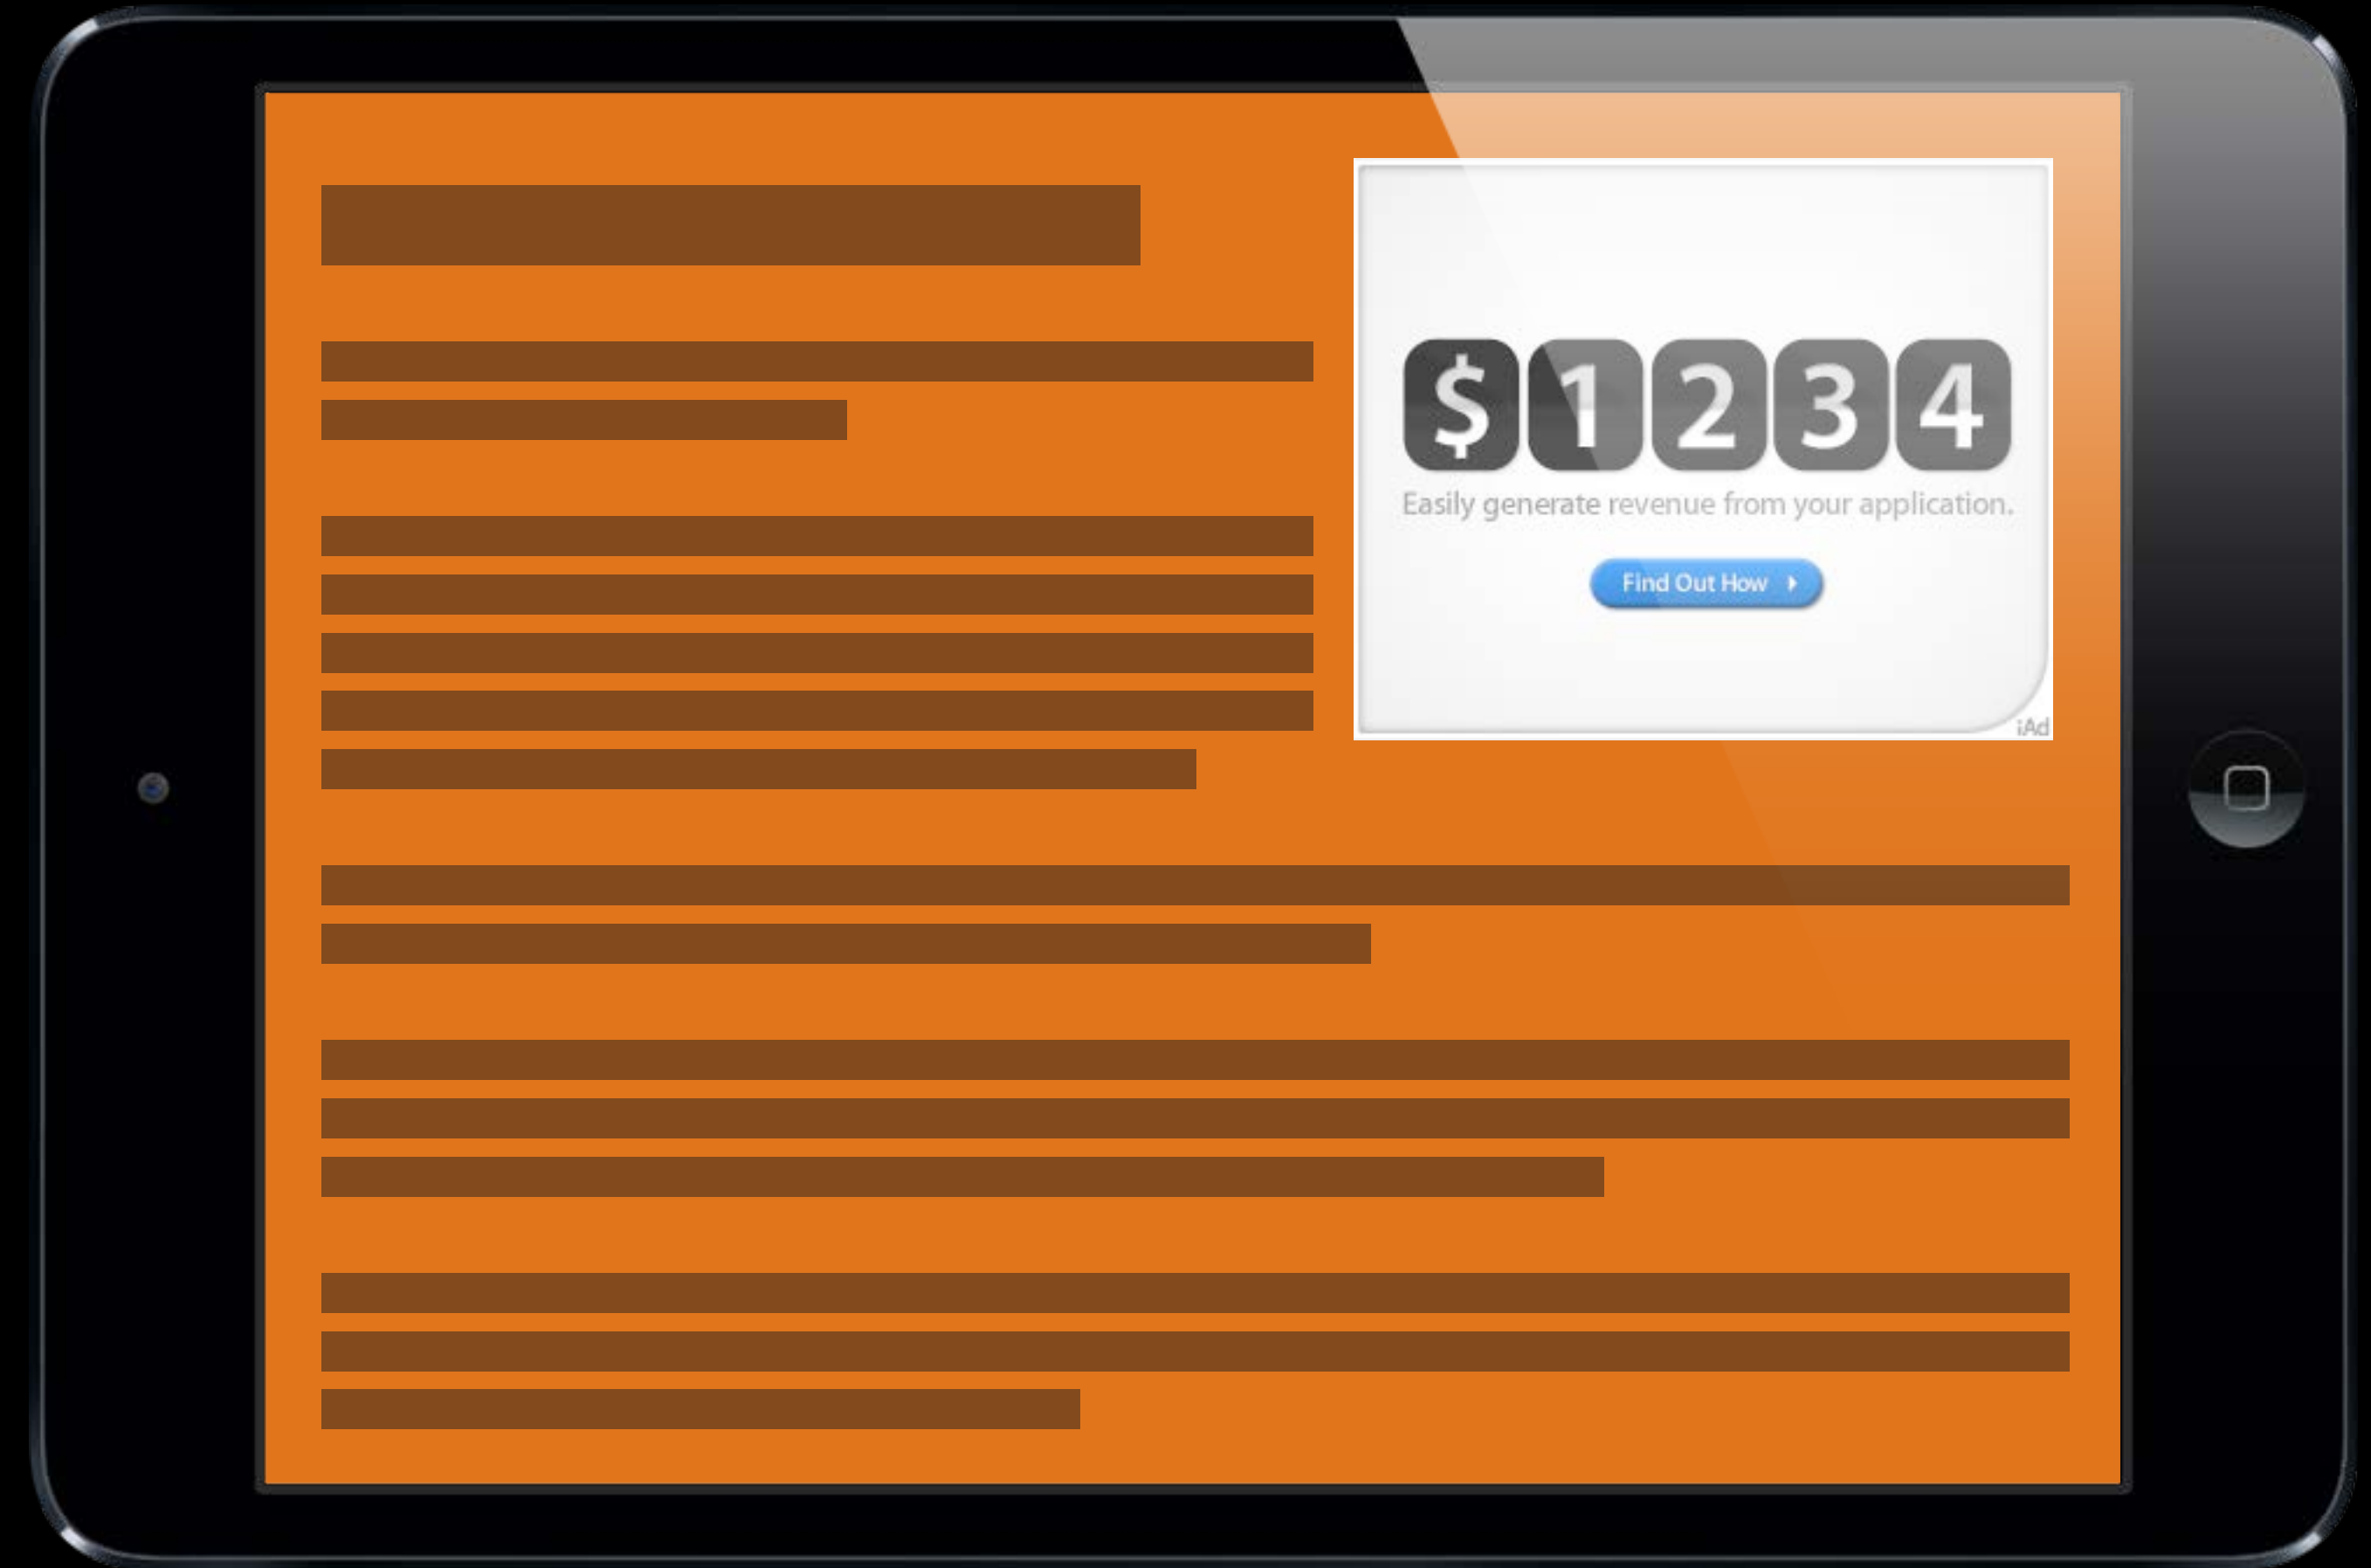 $1234
Easily generate revenue from your application.
Find Out How
iAd